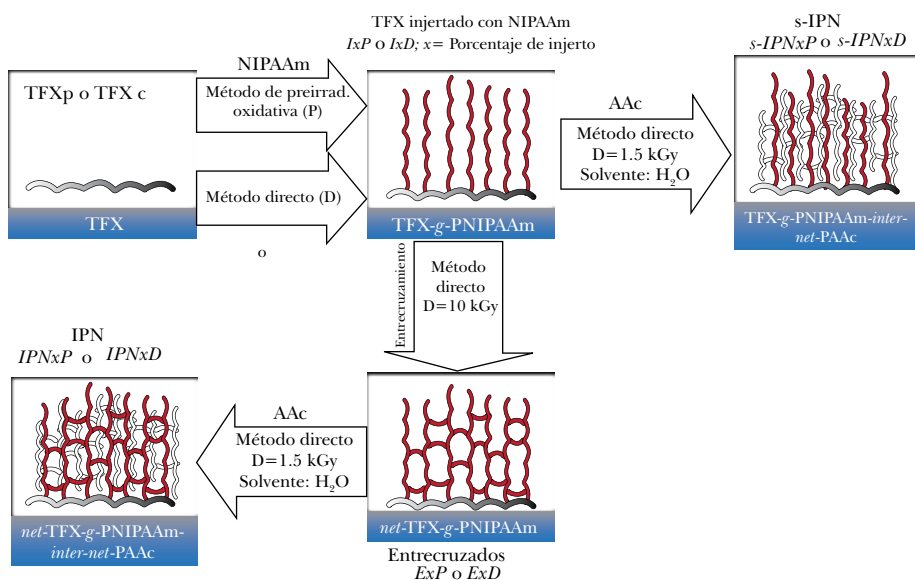 TFX injertado con NIPAAm
IxP o IxD; x= Porcentaje de injerto
s-IPN
s-IPNxP o s-IPNxD
TFXp o TFX c
TFX
NIPAAm
Método de preirrad.
oxidativa (P)
Método directo (D)
o
TFX-g-PNIPAAm
AAc
Método directo
D=1.5 kGy
Solvente: H₂O
TFX-g-PNIPAAm-inter-
net-PAAc
Entrecruzamiento
Método
directo
D=10 kGy
IPN
IPNxP o IPNxD
net-TFX-g-PNIPAAm-
inter-net-PAAc
AAc
Método directo
D=1.5 kGy
Solvente: H₂O
net-TFX-g-PNIPAAm
Entrecruzados
ExP o ExD